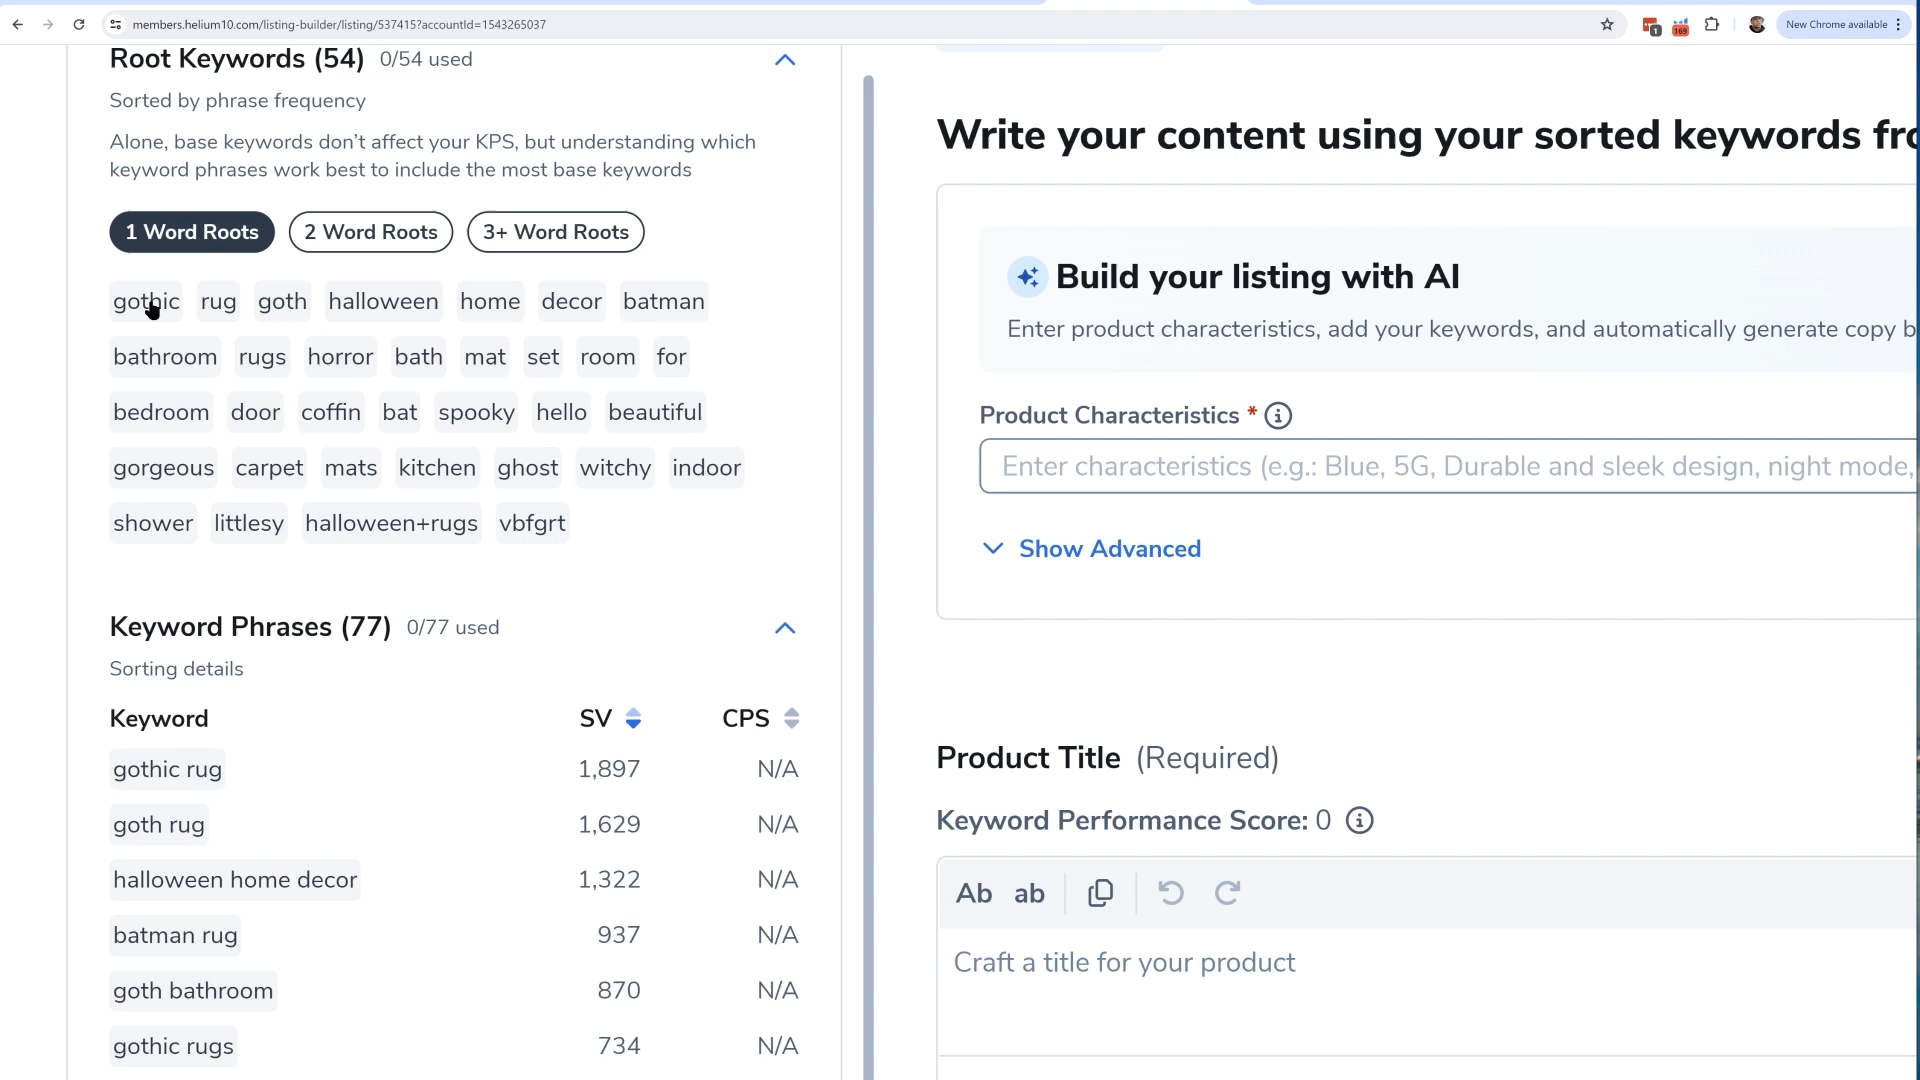 members.helium10.com/listing-builder/listing/537415?accountId=1543265037
1
169
New Chrome available
Root Keywords (54) 0/54 used
Sorted by phrase frequency
Alone, base keywords don’t affect your KPS, but understanding which
keyword phrases work best to include the most base keywords
1 Word Roots 2 Word Roots 3+ Word Roots
gothic rug goth halloween home decor batman
bathroom rugs horror bath mat set room for
bedroom door coffin bat spooky hello beautiful
gorgeous carpet mats kitchen ghost witchy indoor
shower littlesy halloween+rugs vbfgrt
Keyword Phrases (77) 0/77 used
Sorting details
Keyword SV CPS
gothic rug 1,897 N/A
goth rug 1,629 N/A
halloween home decor 1,322 N/A
batman rug 937 N/A
goth bathroom 870 N/A
gothic rugs 734 N/A
Write your content using your sorted keywords fro
Build your listing with AI
Enter product characteristics, add your keywords, and automatically generate copy b
Product Characteristics *
Enter characteristics (e.g.: Blue, 5G, Durable and sleek design, night mode,
Show Advanced
Product Title (Required)
Keyword Performance Score: 0
Ab ab
Craft a title for your product